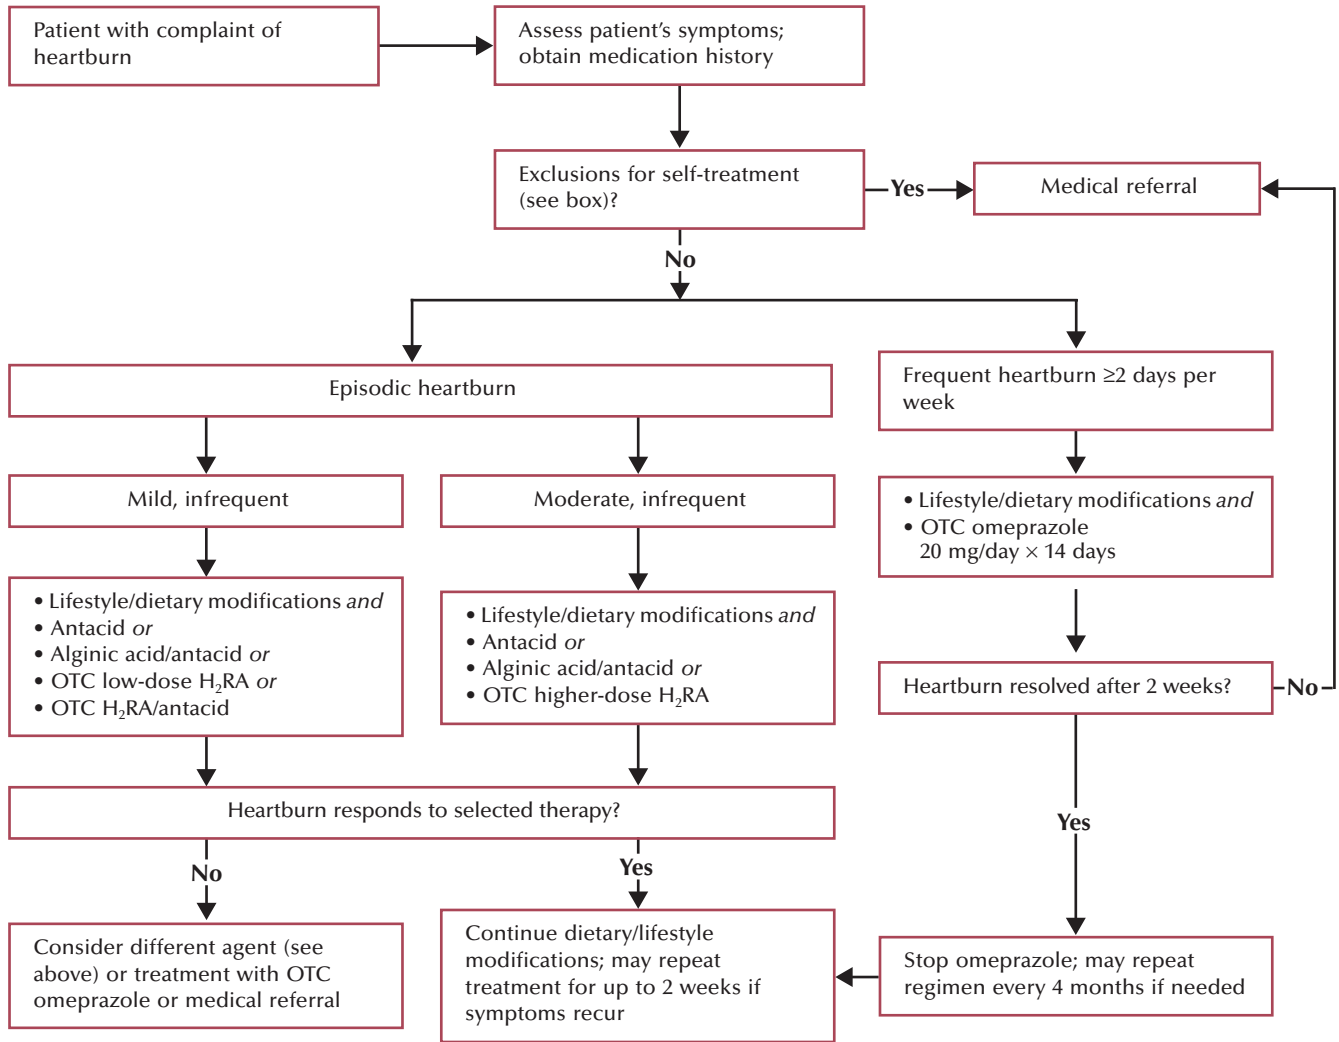 Patient with complaint of
heartburn
Assess patient’s symptoms;
obtain medication history
Exclusions for self-treatment
(see box)?
Yes
Medical referral
No
Episodic heartburn
Frequent heartburn ≥2 days per
week
Mild, infrequent
Moderate, infrequent
• Lifestyle/dietary modifications and
• OTC omeprazole
20 mg/day × 14 days
• Lifestyle/dietary modifications and
• Antacid or
• Alginic acid/antacid or
• OTC low-dose H₂RA or
• OTC H₂RA/antacid
• Lifestyle/dietary modifications and
• Antacid or
• Alginic acid/antacid or
• OTC higher-dose H₂RA
Heartburn resolved after 2 weeks?
No
Heartburn responds to selected therapy?
Yes
No
Yes
Consider different agent (see
above) or treatment with OTC
omeprazole or medical referral
Continue dietary/lifestyle
modifications; may repeat
treatment for up to 2 weeks if
symptoms recur
Stop omeprazole; may repeat
regimen every 4 months if needed